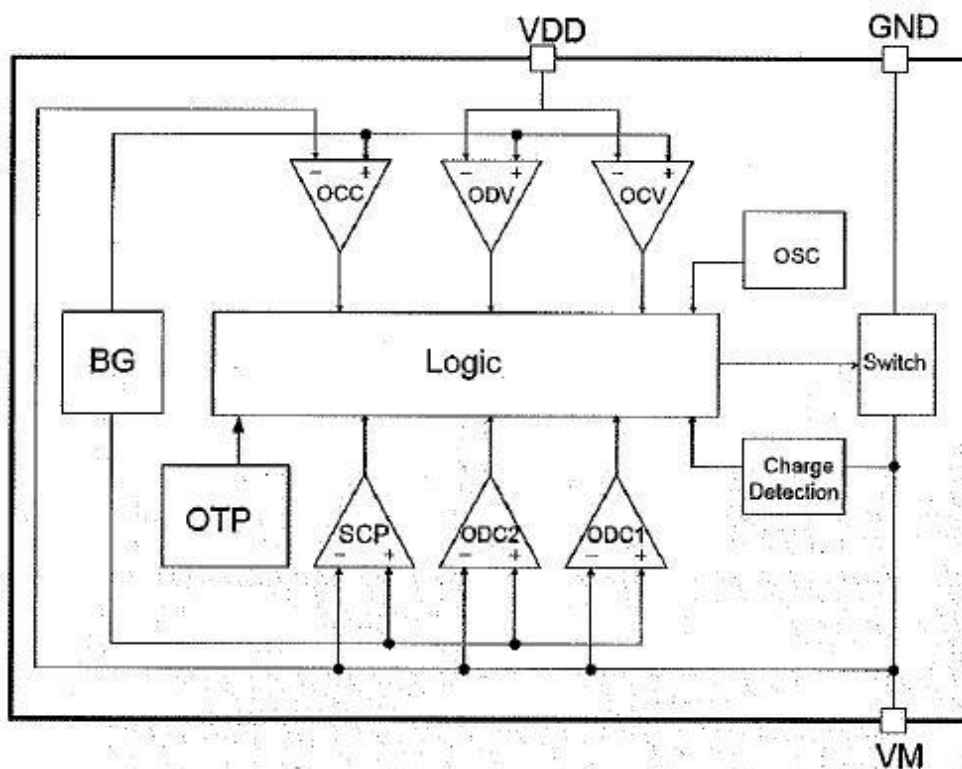 VDD
GND
- +
- +
- +
OCC
ODV
OCV
OSC
BG
Logic
Switch
OTP
Charge
Detection
SCP
ODC2
ODC1
- +
- +
- +
VM